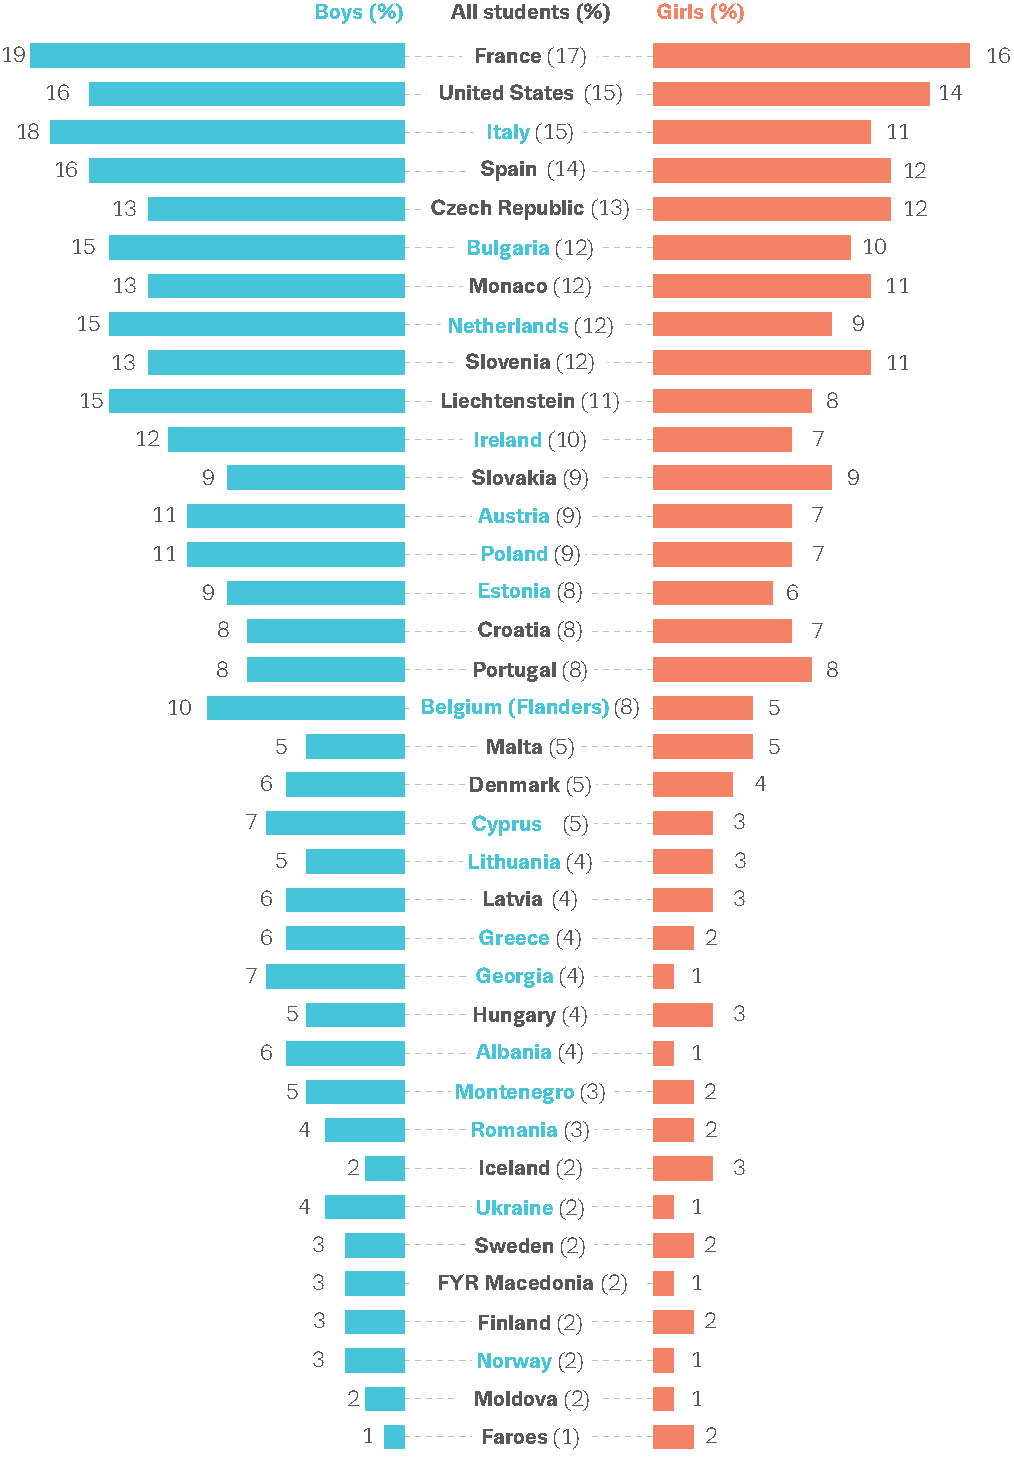 Boys (%) All students (%) Girls (%)
19 France (17) 16
16 United States (15) 14
18 Italy (15) 11
16 Spain (14) 12
13 Czech Republic (13) 12
15 Bulgaria (12) 10
13 Monaco (12) 11
15 Netherlands (12) 9
13 Slovenia (12) 11
15 Liechtenstein (11) 8
12 Ireland (10) 7
9 Slovakia (9) 9
11 Austria (9) 7
11 Poland (9) 7
9 Estonia (8) 6
8 Croatia (8) 7
8 Portugal (8) 8
10 Belgium (Flanders) (8) 5
5 Malta (5) 5
6 Denmark (5) 4
7 Cyprus (5) 3
5 Lithuania (4) 3
6 Latvia (4) 3
6 Greece (4) 2
7 Georgia (4) 1
5 Hungary (4) 3
6 Albania (4) 1
5 Montenegro (3) 2
4 Romania (3) 2
2 Iceland (2) 3
4 Ukraine (2) 1
3 Sweden (2) 2
3 FYR Macedonia (2) 1
3 Finland (2) 2
3 Norway (2) 1
2 Moldova (2) 1
1 Faroes (1) 2